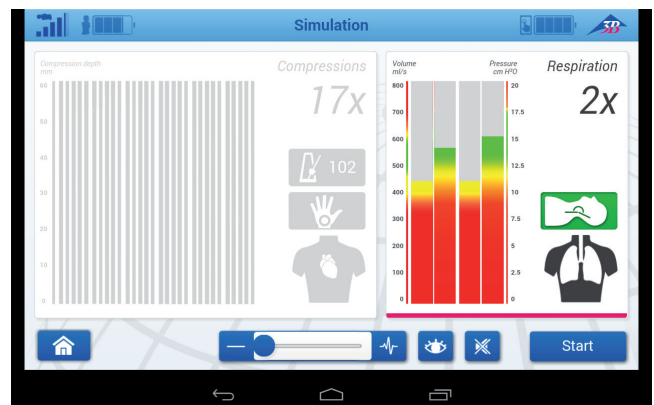 Simulation
3B
Compression depth
mm
Compressions
17x
60
50
40
30
20
10
0
102
Volume
ml/s
Pressure
cm H²O
Respiration
2x
800
700
600
500
400
300
200
100
0
20
17.5
15
12.5
10
7.5
5
2.5
0
Start